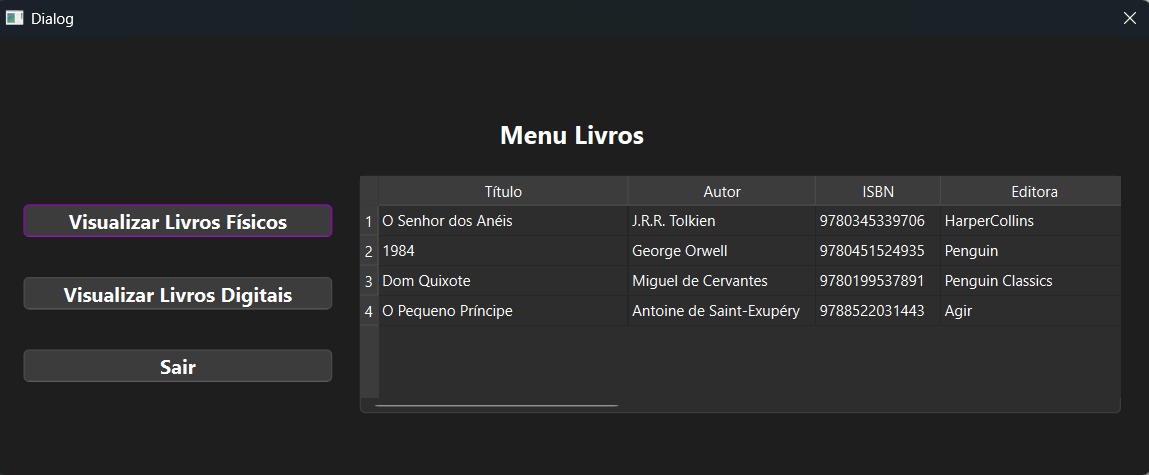 Dialog
Menu Livros
Visualizar Livros Físicos
Visualizar Livros Digitais
Sair
Título Autor ISBN Editora
1 O Senhor dos Anéis J.R.R. Tolkien 9780345339706 HarperCollins
2 1984 George Orwell 9780451524935 Penguin
3 Dom Quixote Miguel de Cervantes 9780199537891 Penguin Classics
4 O Pequeno Príncipe Antoine de Saint-Exupéry 9788522031443 Agir